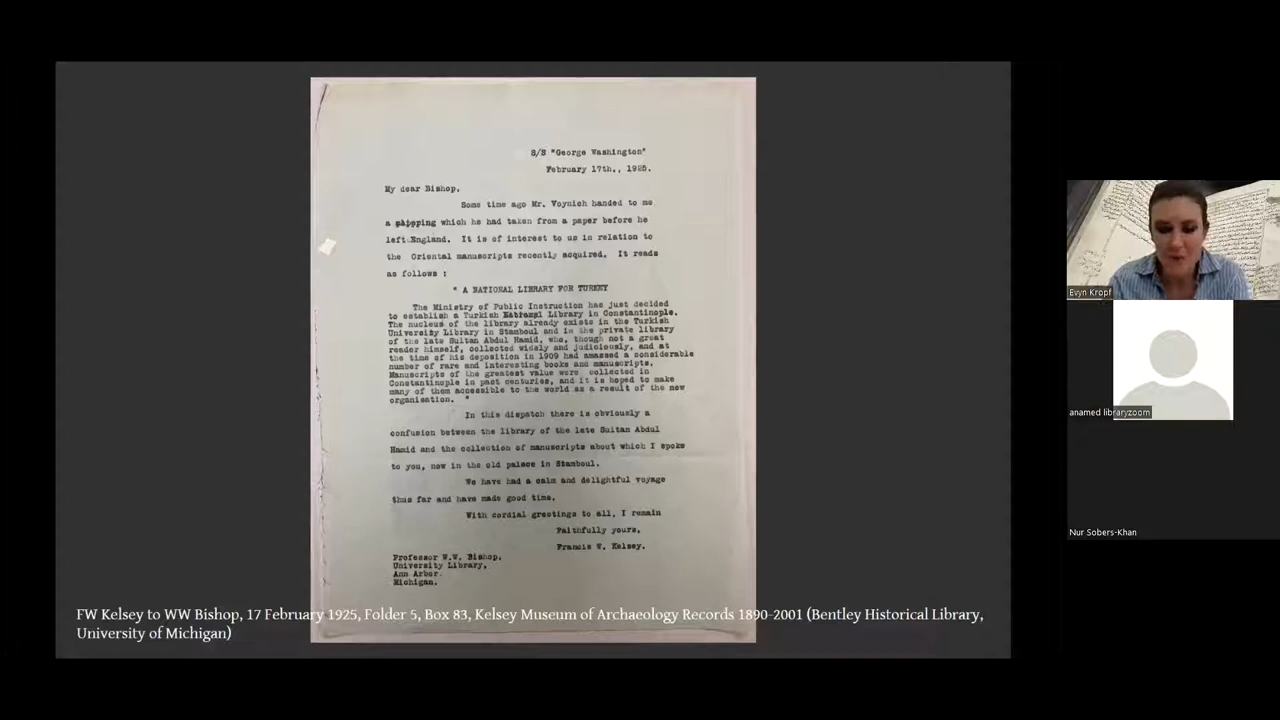 S/S "George Washington"
February 17th., 1925.
My dear Bishop,
Some time ago Mr. Voynich handed to me
a which he had taken from a paper before he
left England. It is of interest to us in relation to
the Oriental manuscripts recently acquired. It reads
as follows :
" A NATIONAL LIBRARY FOR TURKEY
The Ministry of Public Instruction has just decided
to establish a Turkish National Library in Constantinople.
The nucleus of the library already exists in the Turkish
University Library in Stamboul and in the private library
of the late Sultan Abdul Hamid, who, though not a great
reader himself, collected widely and judiciously, and at
the time of his deposition in 1909 had amassed a considerable
number of rare and interesting books and manuscripts.
Manuscripts of the greatest value were collected in
Constantinople in past centuries, and it is hoped to make
many of them accessible to the world as a result of the new
organisation. "
In this dispatch there is obviously a
confusion between the library of the late Sultan Abdul
Hamid and the collection of manuscripts about which I spoke
to you, now in the old palace in Stamboul.
We have had a calm and delightful voyage
thus far and have made good time.
With cordial greetings to all, I remain
Faithfully yours,
Francis W. Kelsey.
Professor W.W. Bishop,
University Library,
Ann Arbor.
Michigan.
FW Kelsey to WW Bishop, 17 February 1925, Folder 5, Box 83, Kelsey Museum of Archaeology Records 1890-2001 (Bentley Historical Library,
University of Michigan)
Evyn Kropf
anamed libraryzoom
Nur Sobers-Khan